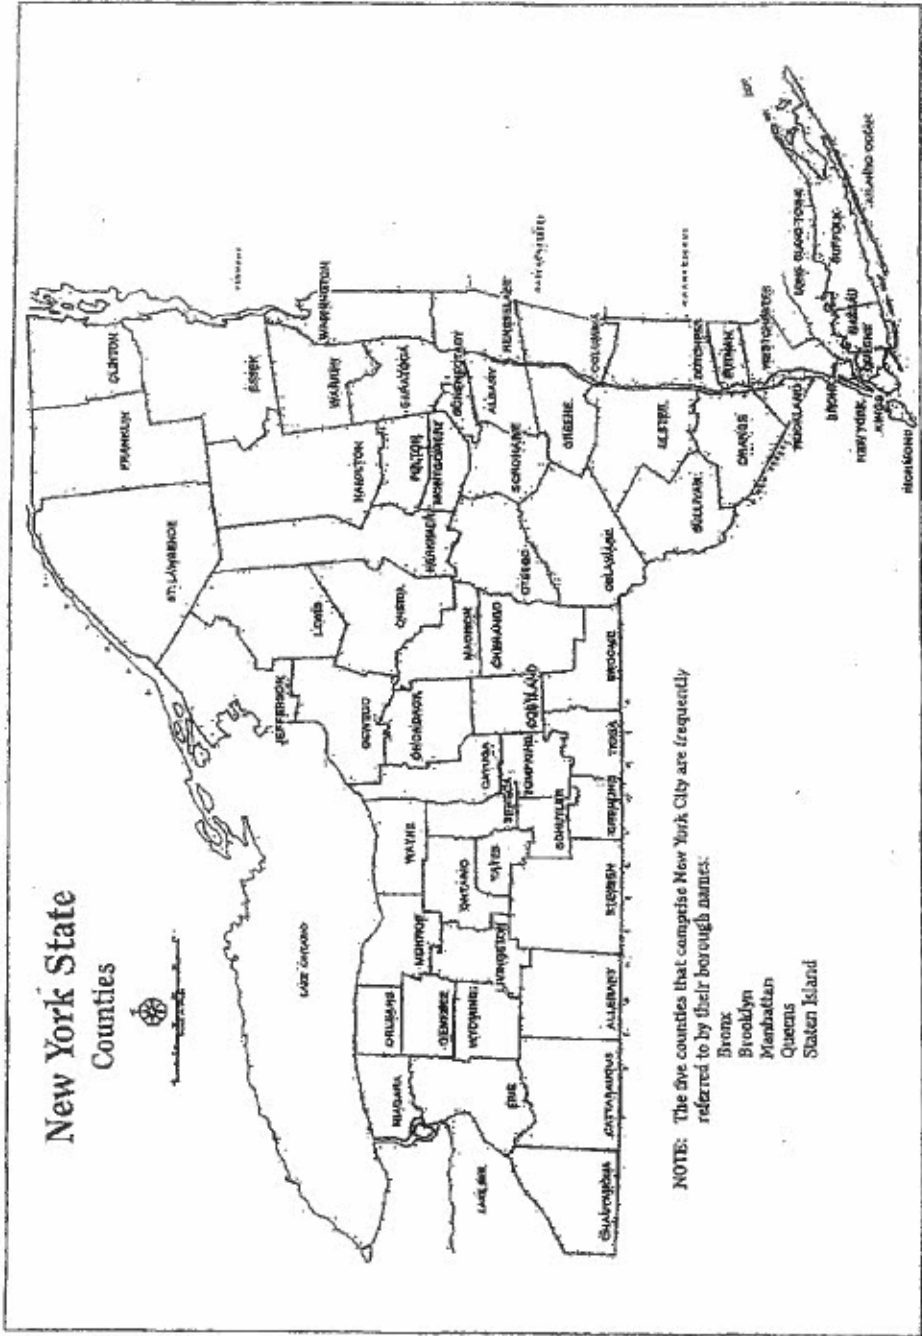 New York State
Counties
CLINTON
FRANKLIN
ST. LAWRENCE
ESSEX
JEFFERSON
LEWIS
HAMILTON
WARREN
WASHINGTON
HERKIMER
ONEIDA
OSWEGO
FULTON
SARATOGA
MONTGOMERY
SCHENECTADY
RENSSELAER
ALBANY
SCHOHARIE
OTSEGO
MADISON
ONONDAGA
CAYUGA
WAYNE
MONROE
ORLEANS
NIAGARA
LAKE ONTARIO
GENESEE
WYOMING
ERIE
LAKE ERIE
LIVINGSTON
ONTARIO
YATES
SENECA
TOMPKINS
CORTLAND
CHENANGO
SCHUYLER
CHAUTAUQUA
CATTARAUGUS
ALLEGANY
STEUBEN
CHEMUNG
TIOGA
BROOME
DELAWARE
GREENE
COLUMBIA
ULSTER
DUTCHESS
SULLIVAN
ORANGE
PUTNAM
WESTCHESTER
ROCKLAND
BRONX
NEW YORK
KINGS
QUEENS
NASSAU
SUFFOLK
RICHMOND
LONG ISLAND SOUND
ATLANTIC OCEAN
NOTE: The five counties that comprise New York City are frequently
referred to by their borough names:
Bronx
Brooklyn
Manhattan
Queens
Staten Island